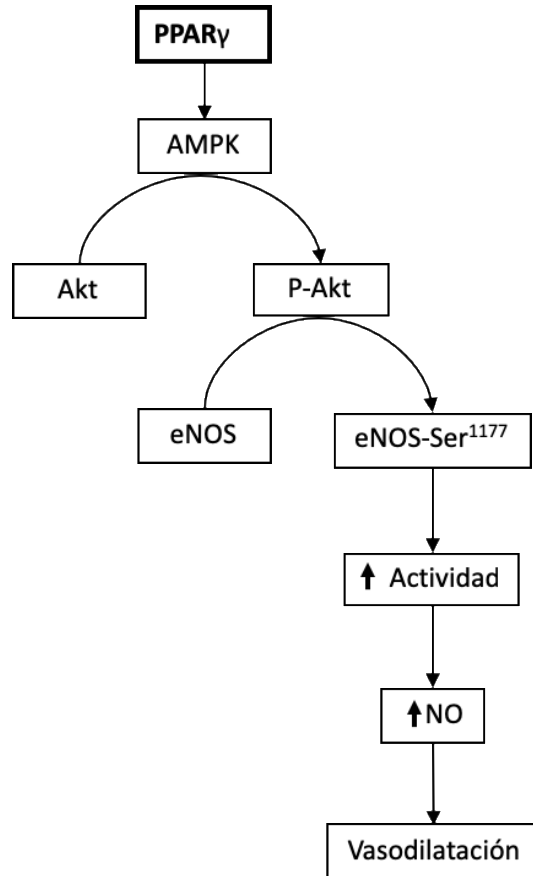 PPARγ
AMPK
Akt
P-Akt
eNOS
eNOS-Ser¹¹⁷⁷
Actividad
NO
Vasodilatación